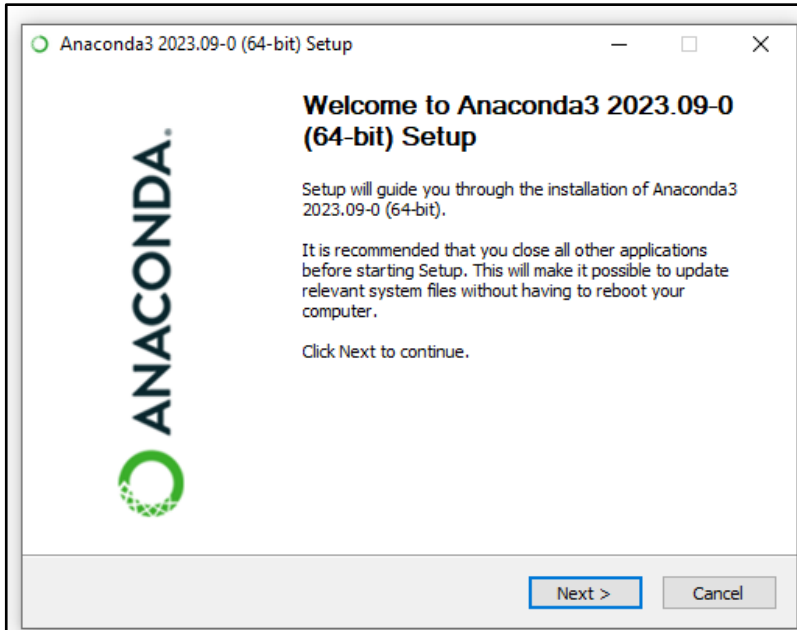 Anaconda3 2023.09-0 (64-bit) Setup
Welcome to Anaconda3 2023.09-0
(64-bit) Setup
Setup will guide you through the installation of Anaconda3
2023.09-0 (64-bit).
It is recommended that you close all other applications
before starting Setup. This will make it possible to update
relevant system files without having to reboot your
computer.
Click Next to continue.
ANACONDA.
Next >
Cancel